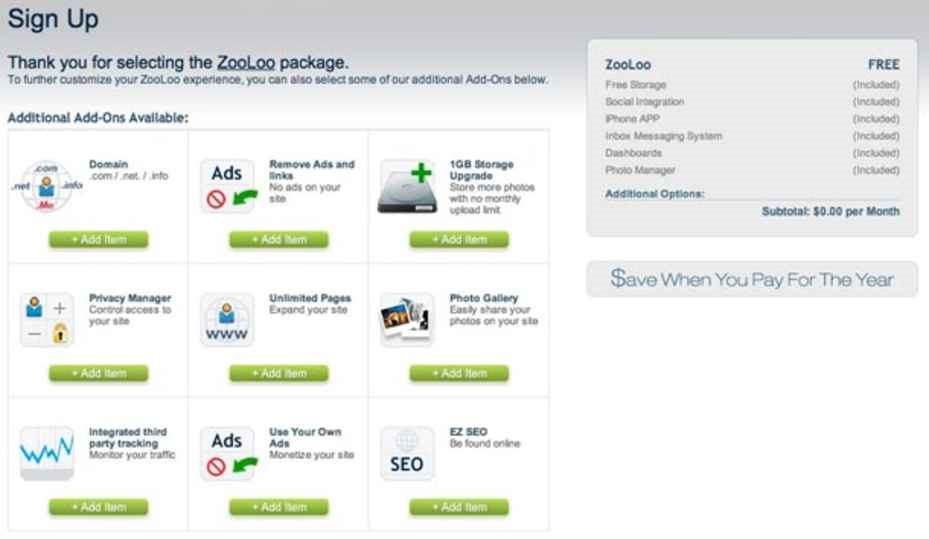 Sign Up
Thank you for selecting the ZooLoo package.
To further customize your ZooLoo experience, you can also select some of our additional Add-Ons below.
Additional Add-Ons Available:
.com
.net
.info
.Me
Domain
.com / .net. / .info
+ Add Item
Ads
Remove Ads and
links
No ads on your
site
+ Add Item
1GB Storage
Upgrade
Store more photos
with no monthly
upload limit
+ Add Item
Privacy Manager
Control access to
your site
+ Add Item
www
Unlimited Pages
Expand your site
+ Add Item
Photo Gallery
Easily share your
photos on your site
+ Add Item
Integrated third
party tracking
Monitor your traffic
+ Add Item
Ads
Use Your Own
Ads
Monetize your site
+ Add Item
SEO
EZ SEO
Be found online
+ Add Item
ZooLoo FREE
Free Storage (Included)
Social Integration (Included)
iPhone APP (Included)
Inbox Messaging System (Included)
Dashboards (Included)
Photo Manager (Included)
Additional Options:
Subtotal: $0.00 per Month
$ave When You Pay For The Year